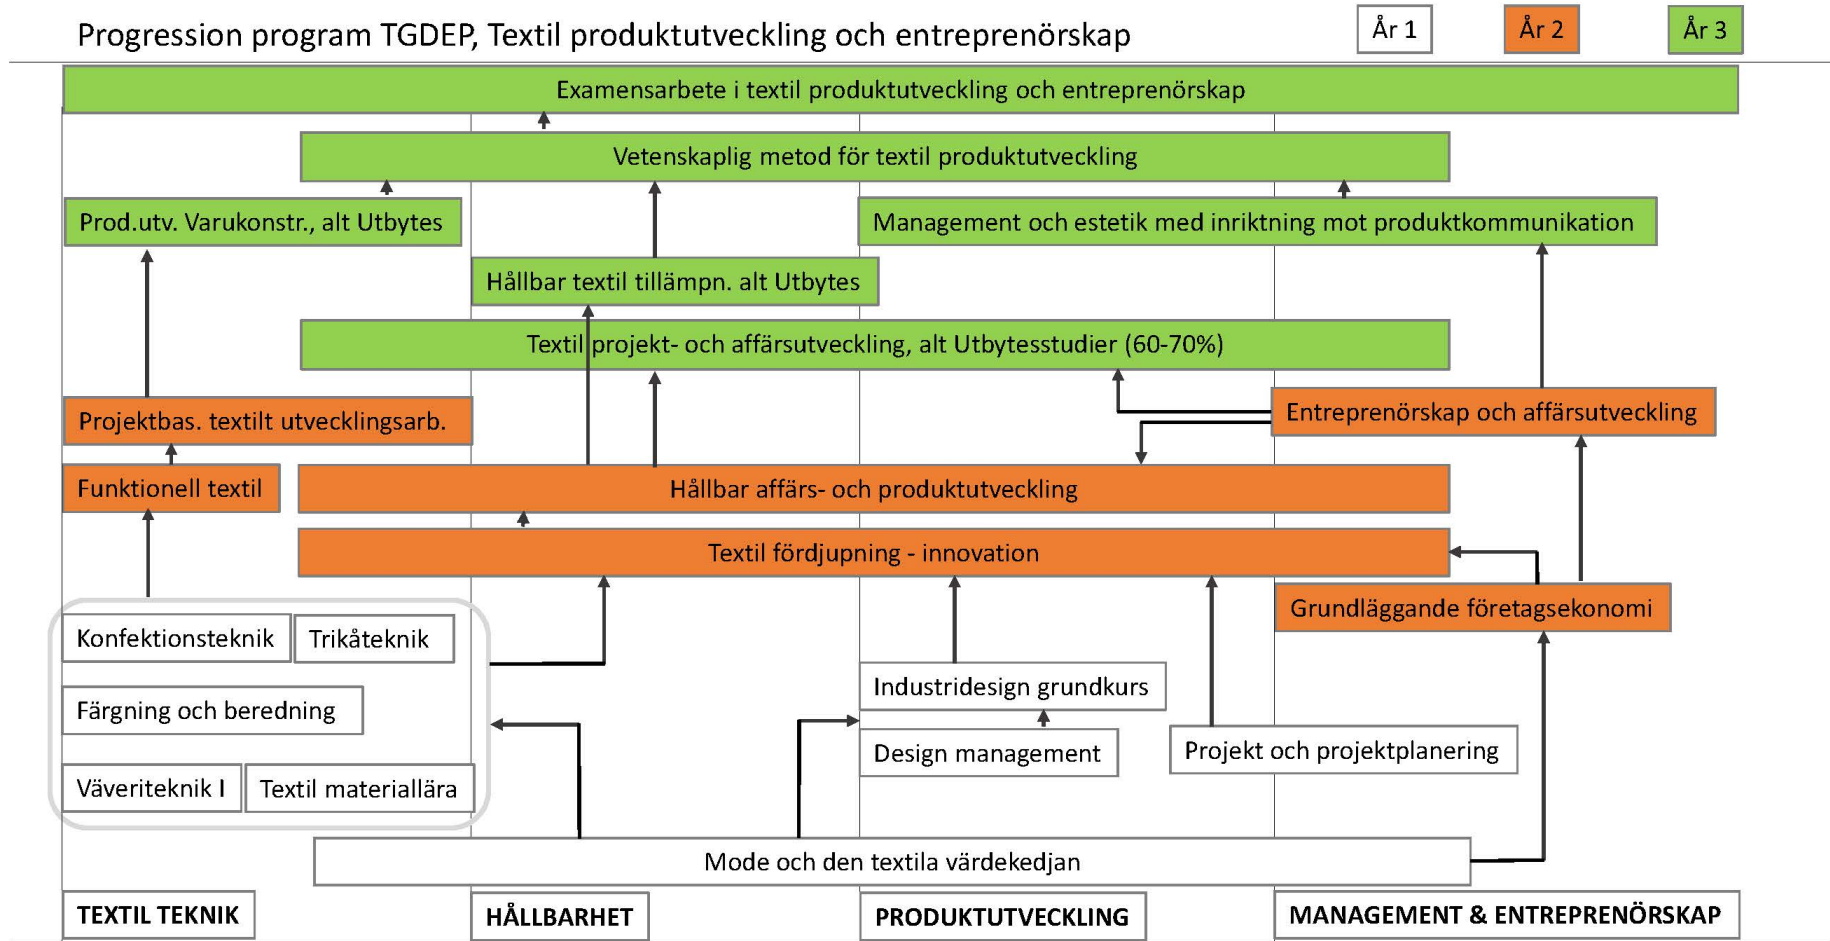 Progression program TGDEP, Textil produktutveckling och entreprenörskap
År 1
År 2
År 3
Examensarbete i textil produktutveckling och entreprenörskap
Vetenskaplig metod för textil produktutveckling
Prod.utv. Varukonstr., alt Utbytes
Management och estetik med inriktning mot produktkommunikation
Hållbar textil tillämpn. alt Utbytes
Textil projekt- och affärsutveckling, alt Utbytesstudier (60-70%)
Projektbas. textilt utvecklingsarb.
Entreprenörskap och affärsutveckling
Funktionell textil
Hållbar affärs- och produktutveckling
Textil fördjupning - innovation
Grundläggande företagsekonomi
Konfektionsteknik
Trikåteknik
Industridesign grundkurs
Färgning och beredning
Design management
Projekt och projektplanering
Väveriteknik I
Textil materiallära
Mode och den textila värdekedjan
TEXTIL TEKNIK
HÅLLBARHET
PRODUKTUTVECKLING
MANAGEMENT & ENTREPRENÖRSKAP